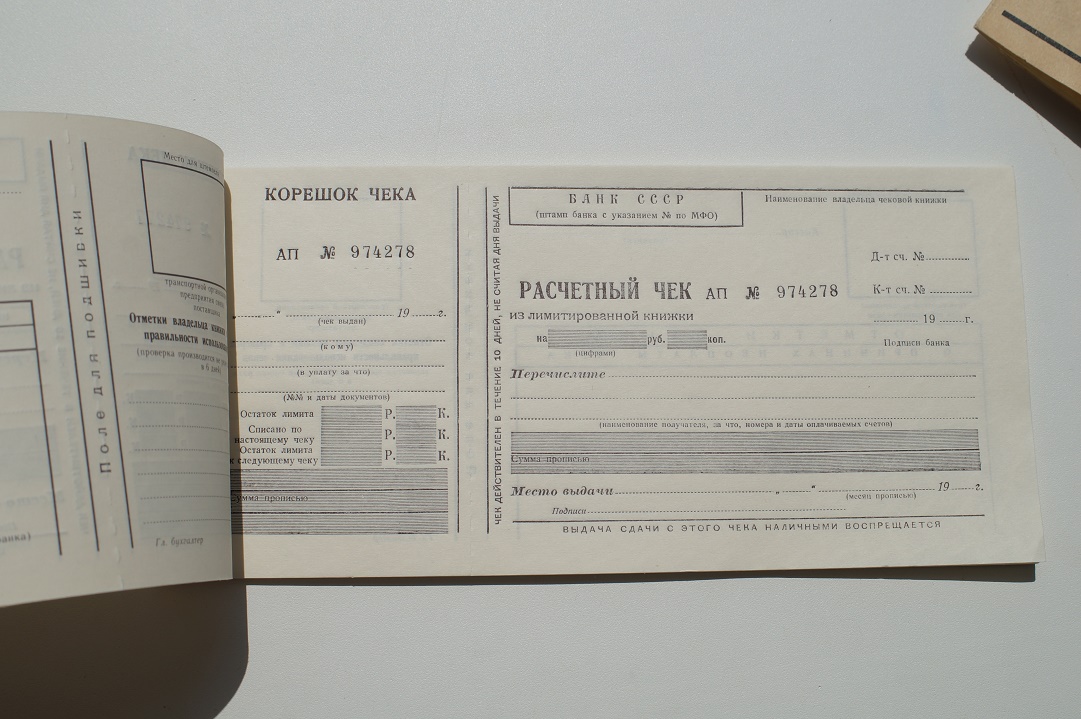 Поле для подшивки
Место для
транспортной
предприятия
Отметки владельца
правильности
(проверка производится
в 6
Гл. бухгалтер
КОРЕШОК ЧЕКА
АП № 974278
" 19 г.
(чек выдан)
(кому)
(в уплату за что)
(№№ и даты документов)
Остаток лимита Р. К.
Списано по
настоящему чеку Р. К.
Остаток лимита
к следующему чеку Р. К.
Сумма прописью
ЧЕК ДЕЙСТВИТЕЛЕН В ТЕЧЕНИЕ 10 ДНЕЙ, НЕ СЧИТАЯ ДНЯ ВЫДАЧИ
БАНК СССР
(штамп банка с указанием № по МФО)
Наименование владельца чековой книжки
Д-т сч. №
РАСЧЕТНЫЙ ЧЕК АП № 974278
К-т сч. №
из лимитированной книжки
19 г.
на руб. коп.
(цифрами)
Подписи банка
Перечислите
(наименование получателя, за что, номера и даты оплачиваемых счетов)
Сумма прописью
Место выдачи „ " 19 г.
(месяц прописью)
Подписи
ВЫДАЧА СДАЧИ С ЭТОГО ЧЕКА НАЛИЧНЫМИ ВОСПРЕЩАЕТСЯ